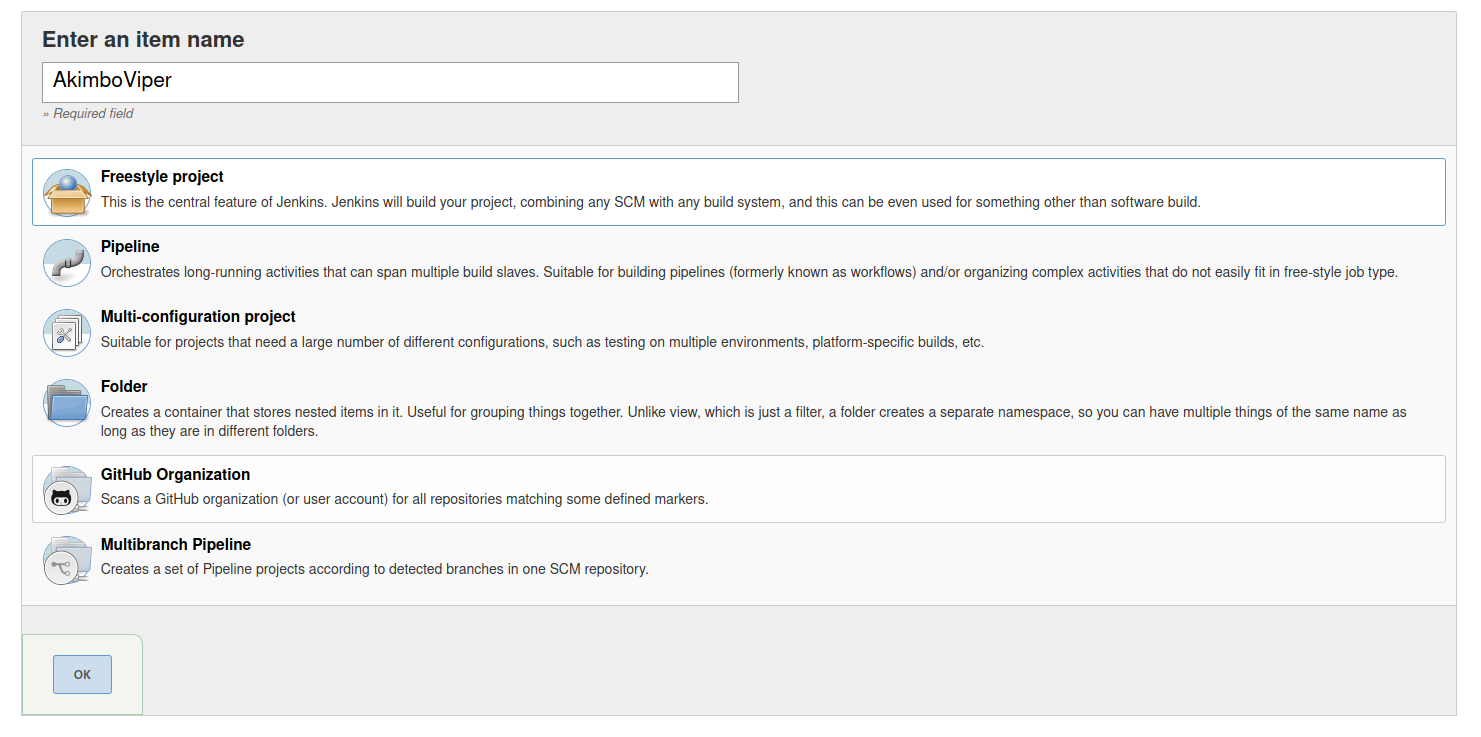 Enter an item name
AkimboViper
» Required field
Freestyle project
This is the central feature of Jenkins. Jenkins will build your project, combining any SCM with any build system, and this can be even used for something other than software build.
Pipeline
Orchestrates long-running activities that can span multiple build slaves. Suitable for building pipelines (formerly known as workflows) and/or organizing complex activities that do not easily fit in free-style job type.
Multi-configuration project
Suitable for projects that need a large number of different configurations, such as testing on multiple environments, platform-specific builds, etc.
Folder
Creates a container that stores nested items in it. Useful for grouping things together. Unlike view, which is just a filter, a folder creates a separate namespace, so you can have multiple things of the same name as
long as they are in different folders.
GitHub Organization
Scans a GitHub organization (or user account) for all repositories matching some defined markers.
Multibranch Pipeline
Creates a set of Pipeline projects according to detected branches in one SCM repository.
OK